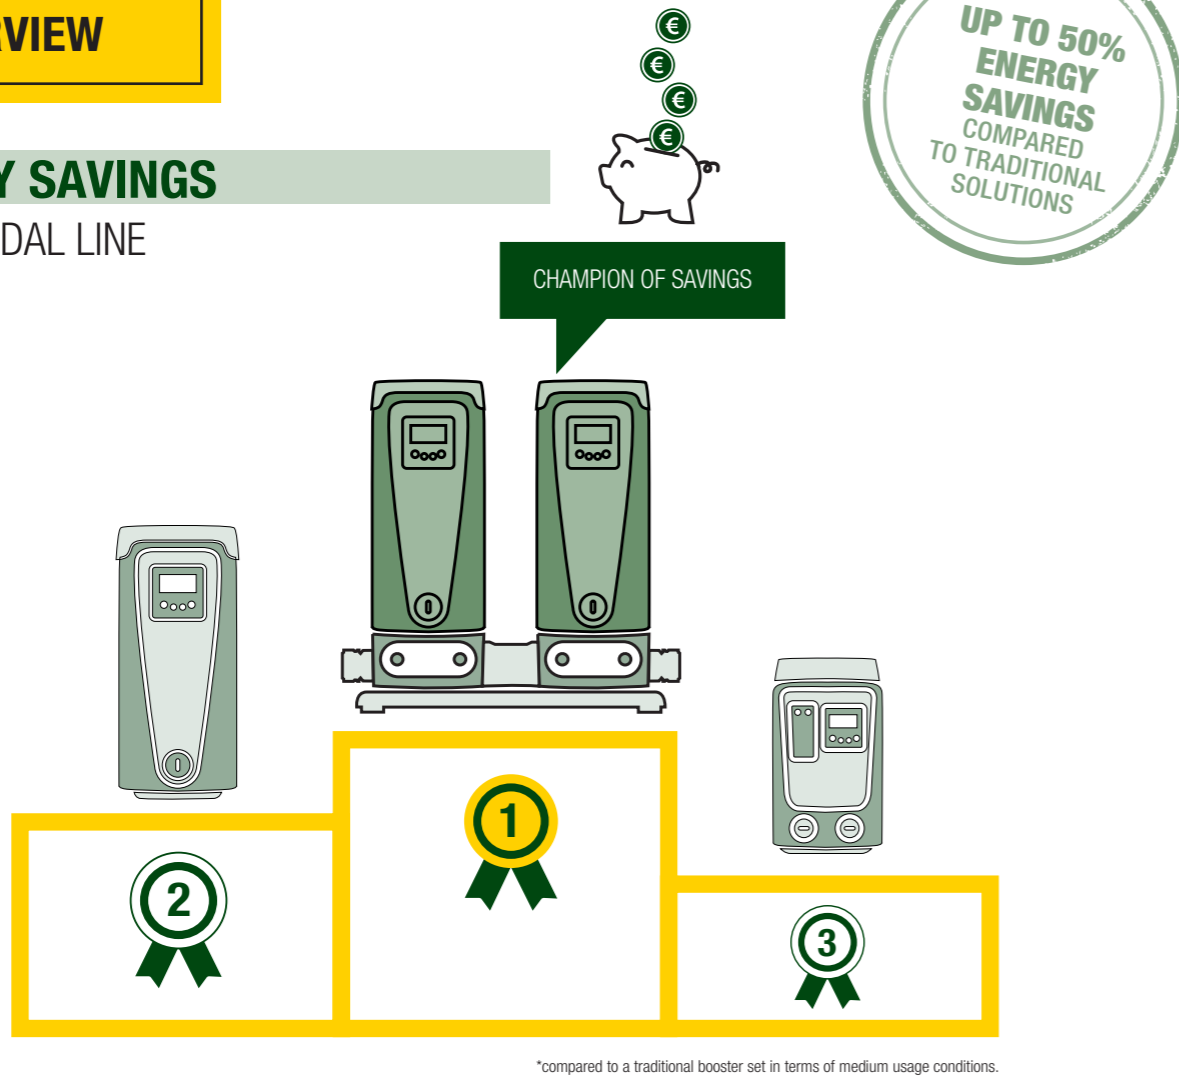 RVIEW
€
€
€
€
UP TO 50%
ENERGY
SAVINGS
COMPARED
TO TRADITIONAL
SOLUTIONS
Y SAVINGS
DAL LINE
CHAMPION OF SAVINGS
1
2
3
*compared to a traditional booster set in terms of medium usage conditions.